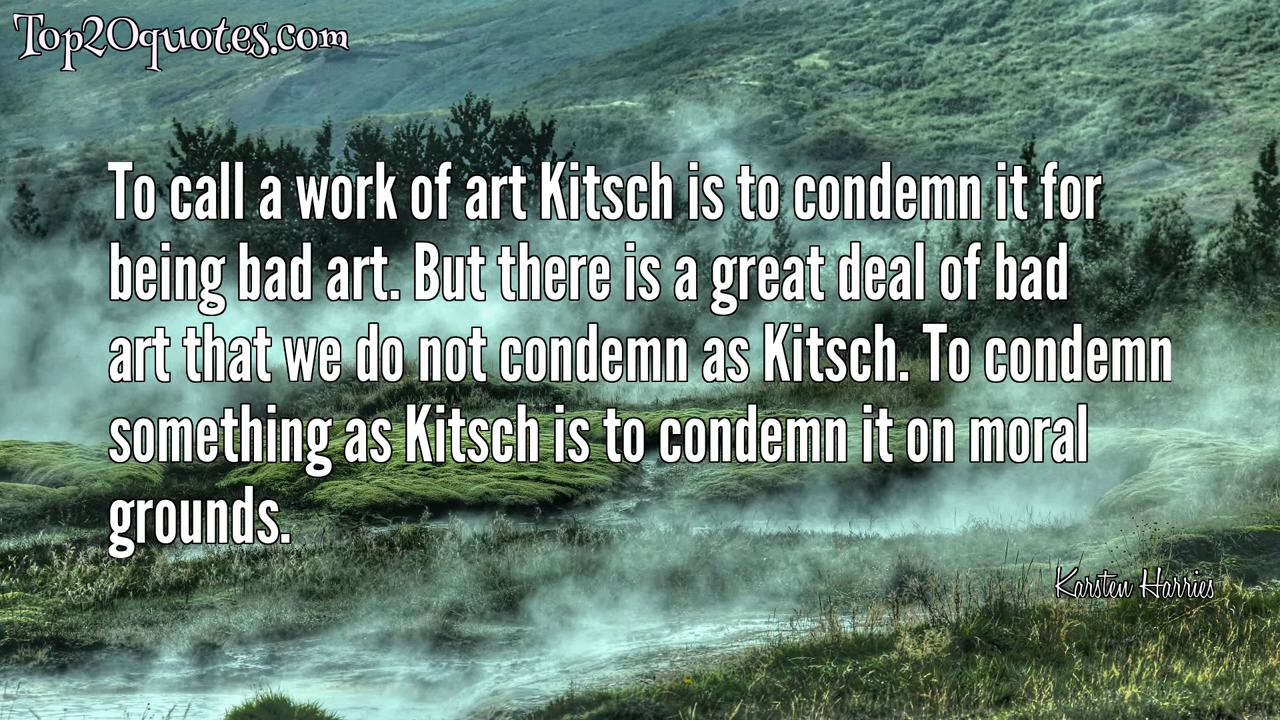 Top20quotes.com
To call a work of art Kitsch is to condemn it for
being bad art. But there is a great deal of bad
art that we do not condemn as Kitsch. To condemn
something as Kitsch is to condemn it on moral
grounds.
Karsten Harries